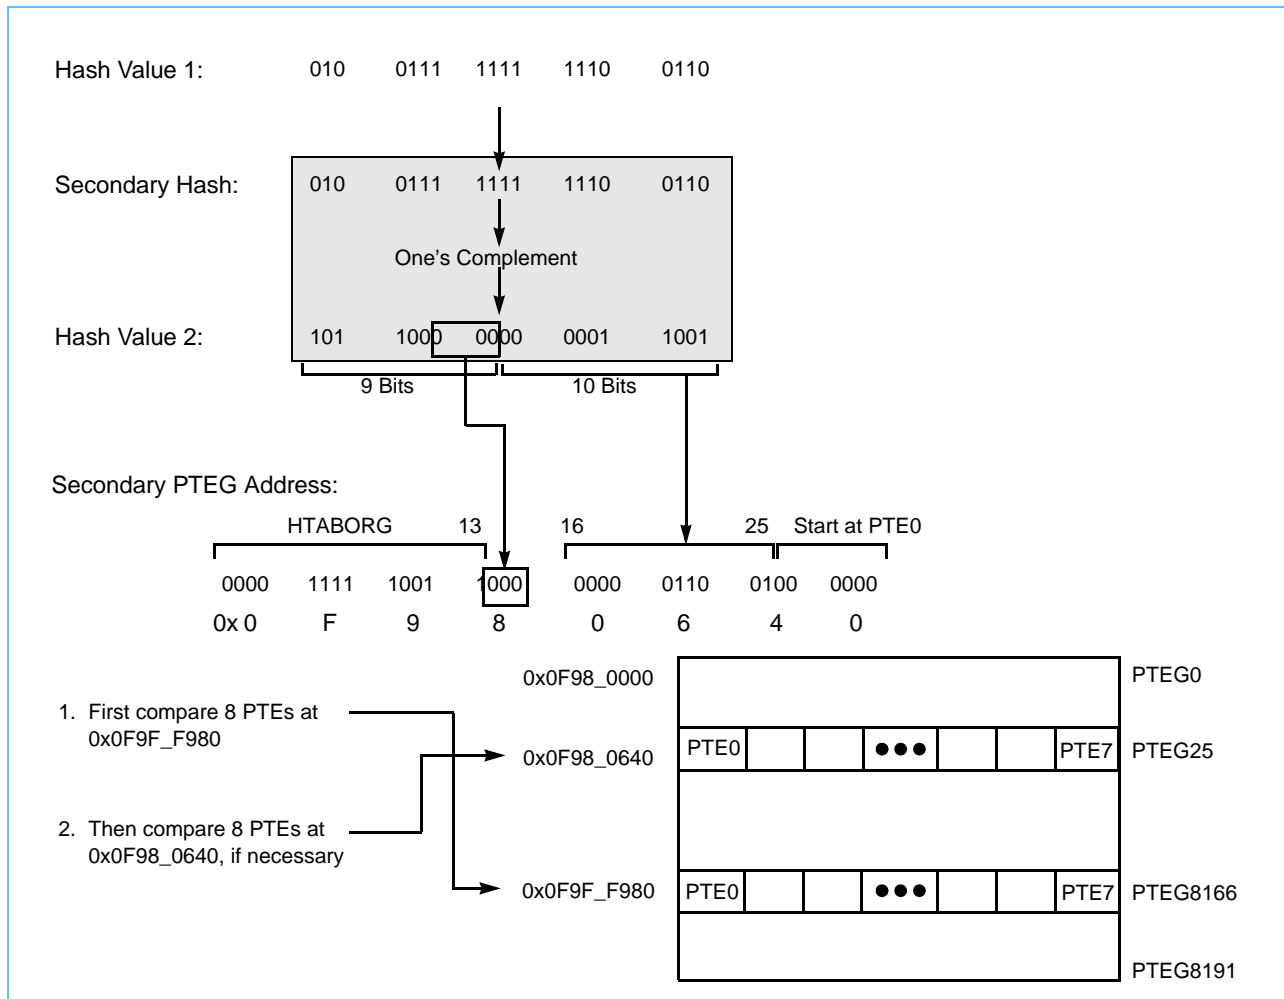 Hash Value 1: 010 0111 1111 1110 0110
Secondary Hash: 010 0111 1111 1110 0110
One's Complement
Hash Value 2: 101 1000 0000 0001 1001
9 Bits 10 Bits
Secondary PTEG Address:
HTABORG 13 16 25 Start at PTE0
0000 1111 1001 1000 0000 0110 0100 0000
0x 0 F 9 8 0 6 4 0
0x0F98_0000 PTEG0
1. First compare 8 PTEs at
0x0F9F_F980
0x0F98_0640 PTE0 ●●● PTE7 PTEG25
2. Then compare 8 PTEs at
0x0F98_0640, if necessary
0x0F9F_F980 PTE0 ●●● PTE7 PTEG8166
PTEG8191